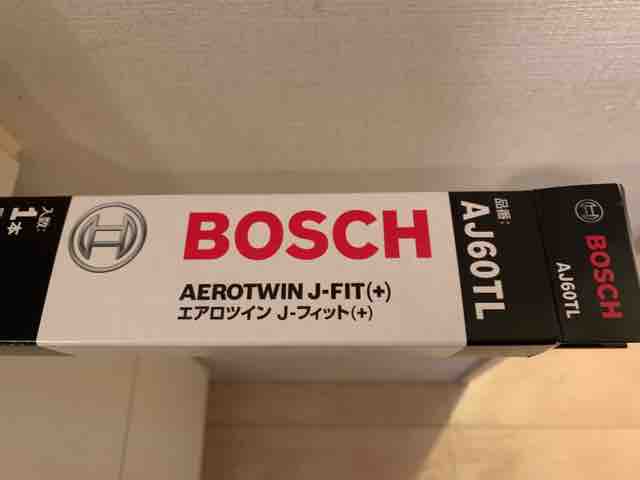 入数:
1本
BOSCH
AEROTWIN J-FIT(+)
エアロツイン J-フィット(+)
品番:
AJ60TL
BOSCH
AJ60TL